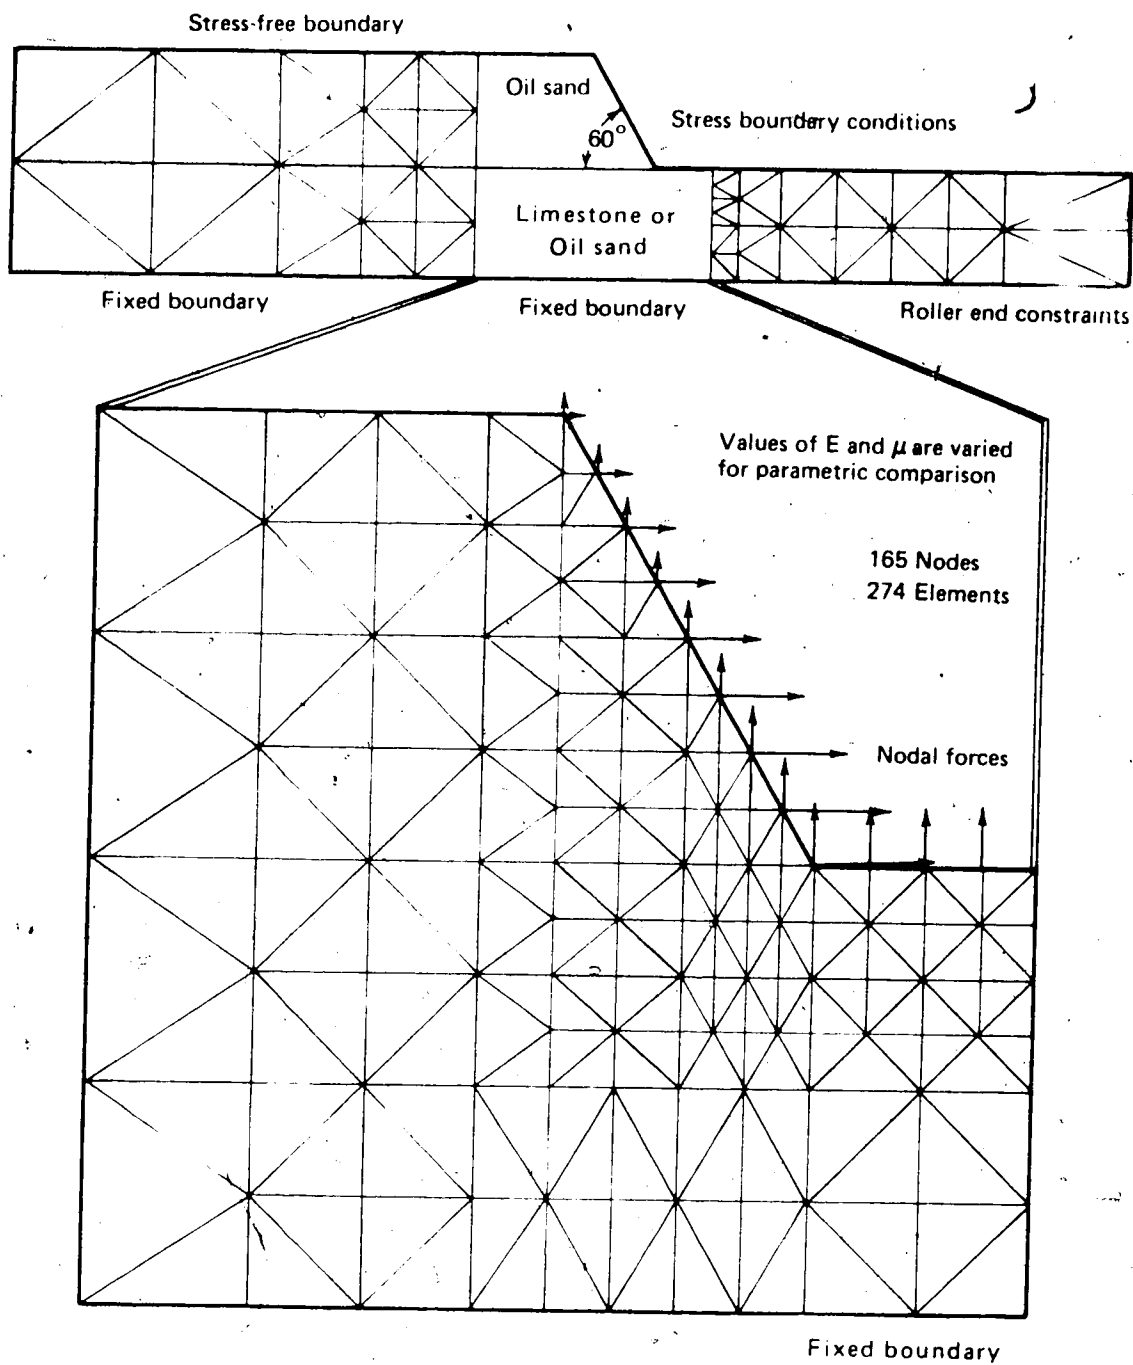 Stress-free boundary
Oil sand
60°
Stress boundary conditions
Limestone or
Oil sand
Fixed boundary
Fixed boundary
Roller end constraints
Values of E and μ are varied
for parametric comparison
165 Nodes
274 Elements
Nodal forces
Fixed boundary